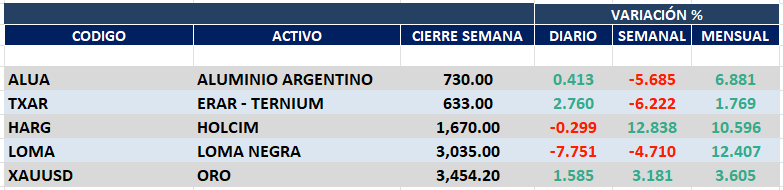 VARIACIÓN %
CODIGO ACTIVO CIERRE SEMANA DIARIO SEMANAL MENSUAL
ALUA ALUMINIO ARGENTINO 730.00 0.413 -5.685 6.881
TXAR ERAR - TERNIUM 633.00 2.760 -6.222 1.769
HARG HOLCIM 1,670.00 -0.299 12.838 10.596
LOMA LOMA NEGRA 3,035.00 -7.751 -4.710 12.407
XAUUSD ORO 3,454.20 1.585 3.181 3.605